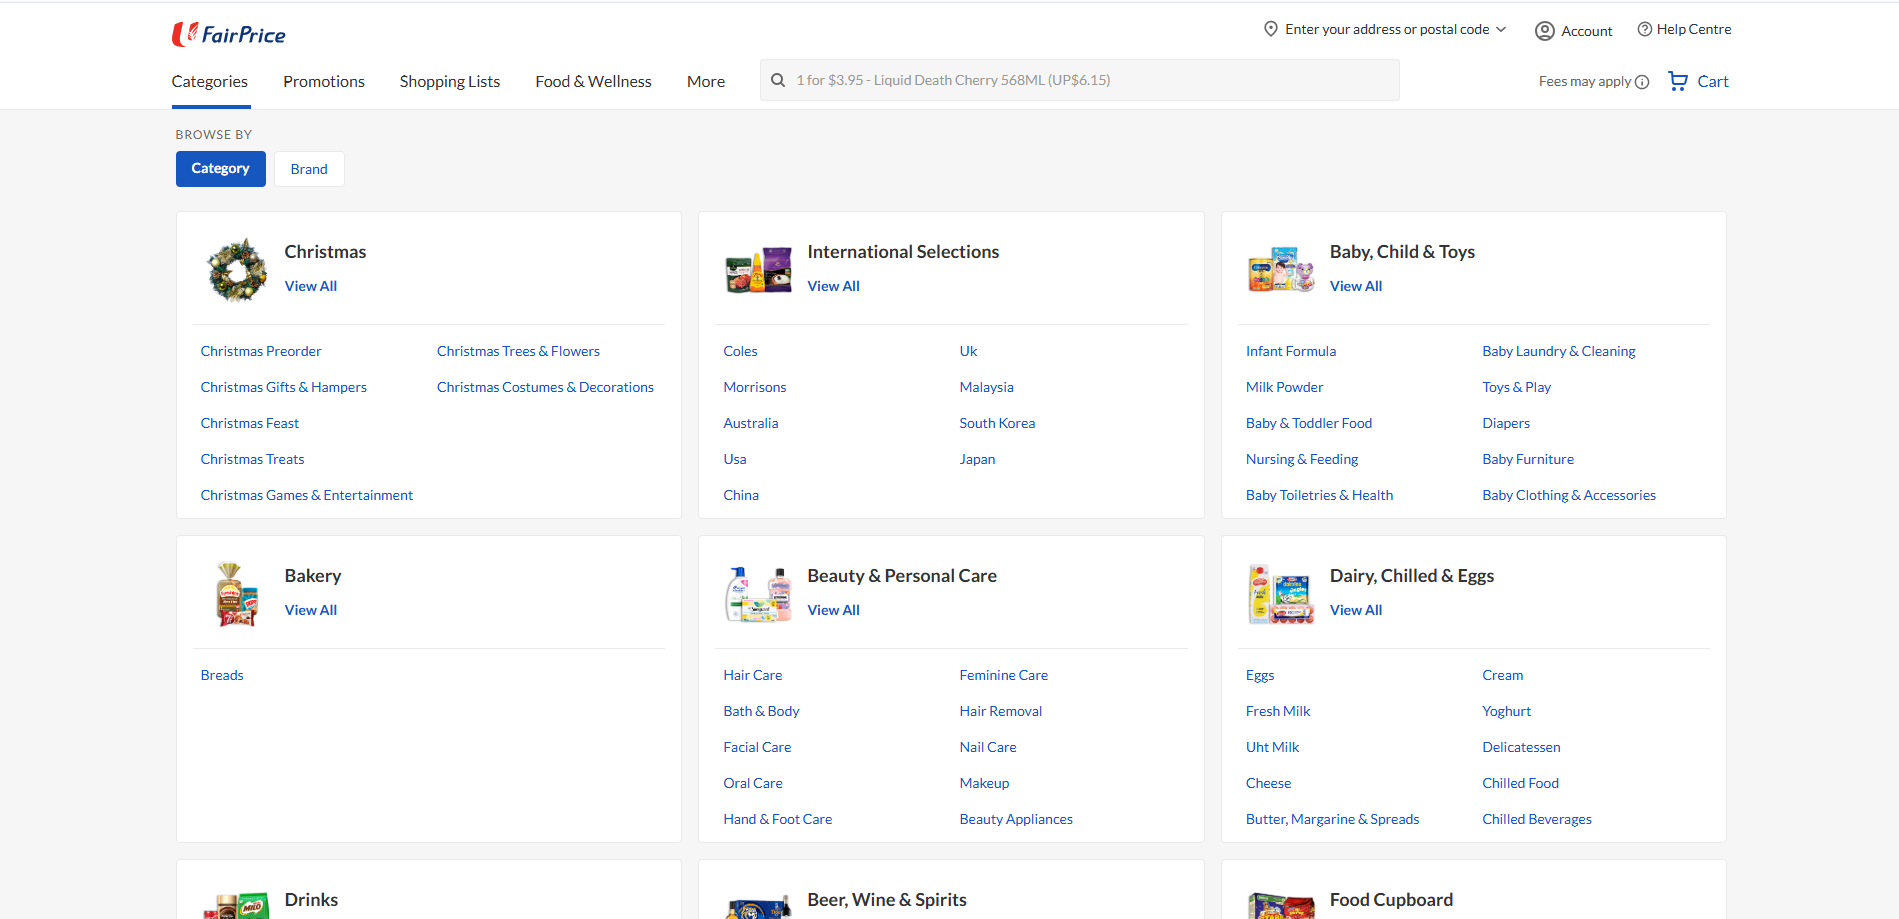 FairPrice
Enter your address or postal code
Account
Help Centre
Categories
Promotions
Shopping Lists
Food & Wellness
More
1 for $3.95 - Liquid Death Cherry 568ML (UP$6.15)
Fees may apply
Cart
BROWSE BY
Category
Brand
Christmas
View All
Christmas Preorder
Christmas Gifts & Hampers
Christmas Feast
Christmas Treats
Christmas Games & Entertainment
Christmas Trees & Flowers
Christmas Costumes & Decorations
International Selections
View All
Coles
Morrisons
Australia
Usa
China
Uk
Malaysia
South Korea
Japan
Baby, Child & Toys
View All
Infant Formula
Milk Powder
Baby & Toddler Food
Nursing & Feeding
Baby Toiletries & Health
Baby Laundry & Cleaning
Toys & Play
Diapers
Baby Furniture
Baby Clothing & Accessories
Bakery
View All
Breads
Beauty & Personal Care
View All
Hair Care
Bath & Body
Facial Care
Oral Care
Hand & Foot Care
Feminine Care
Hair Removal
Nail Care
Makeup
Beauty Appliances
Dairy, Chilled & Eggs
View All
Eggs
Fresh Milk
Uht Milk
Cheese
Butter, Margarine & Spreads
Cream
Yoghurt
Delicatessen
Chilled Food
Chilled Beverages
MILO
Drinks
Beer, Wine & Spirits
Food Cupboard